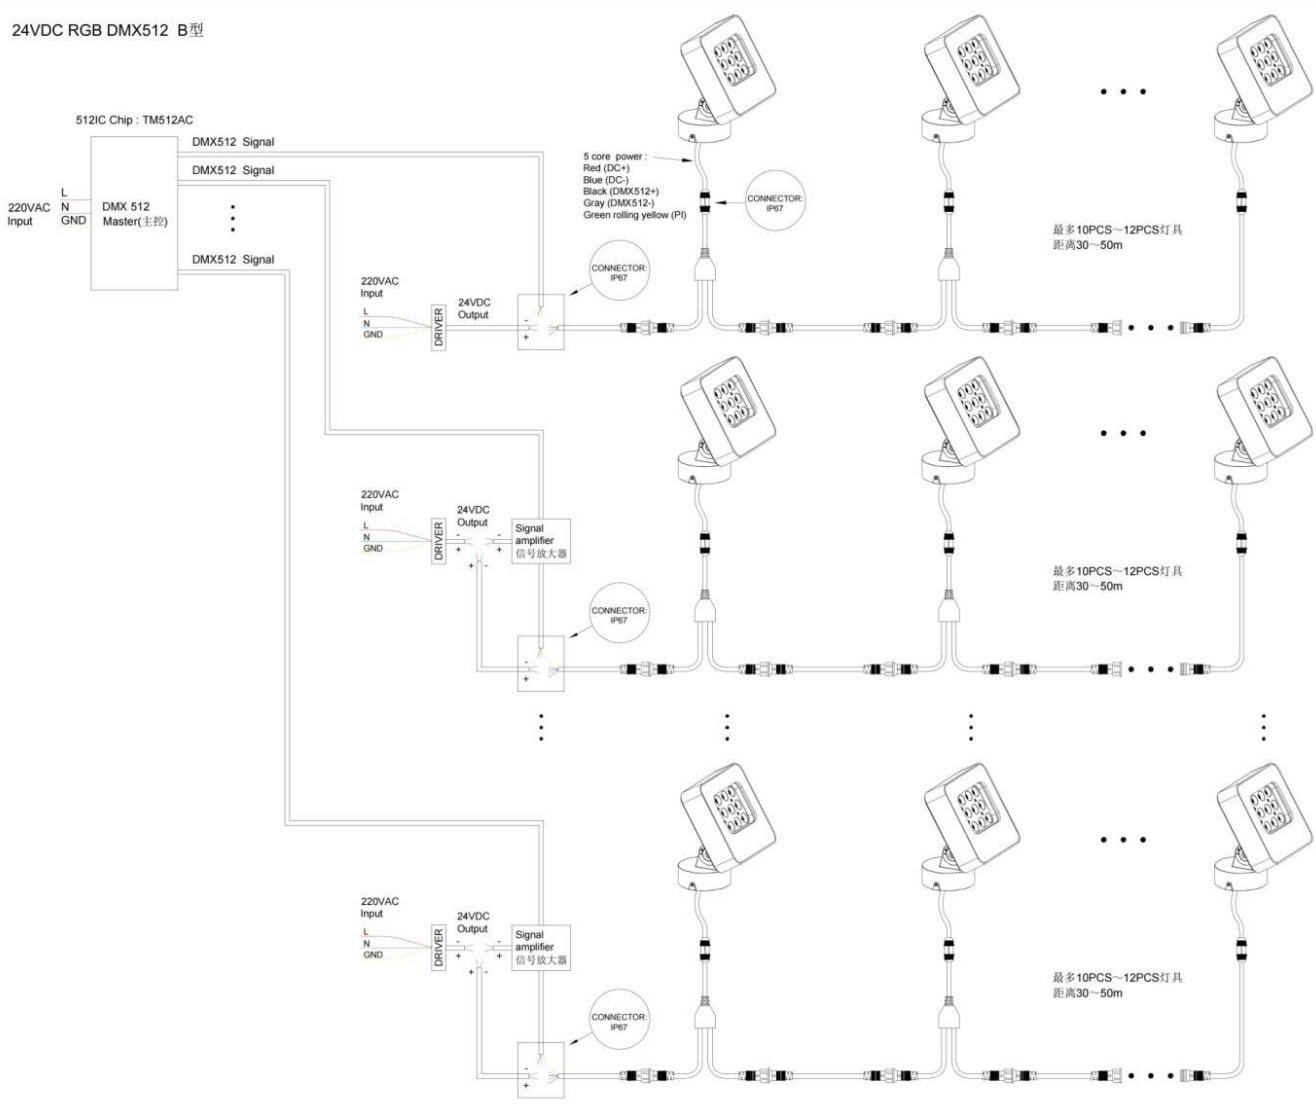 24VDC RGB DMX512 B型
512IC Chip : TM512AC
DMX512 Signal
DMX512 Signal
DMX512 Signal
220VAC
Input
L
N
GND
DMX 512
Master(主控)
5 core power :
Red (DC+)
Blue (DC-)
Black (DMX512+)
Gray (DMX512-)
Green rolling yellow (PI)
CONNECTOR:
IP67
最多10PCS～12PCS灯具
距离30～50m
CONNECTOR:
IP67
220VAC
Input
L
N
GND
DRIVER
24VDC
Output
-
+
220VAC
Input
L
N
GND
DRIVER
24VDC
Output
-
+
-
+
+ -
Signal
amplifier
信号放大器
最多10PCS～12PCS灯具
距离30～50m
CONNECTOR:
IP67
-
+
220VAC
Input
L
N
GND
DRIVER
24VDC
Output
-
+
-
+
+ -
Signal
amplifier
信号放大器
最多10PCS～12PCS灯具
距离30～50m
CONNECTOR:
IP67
-
+